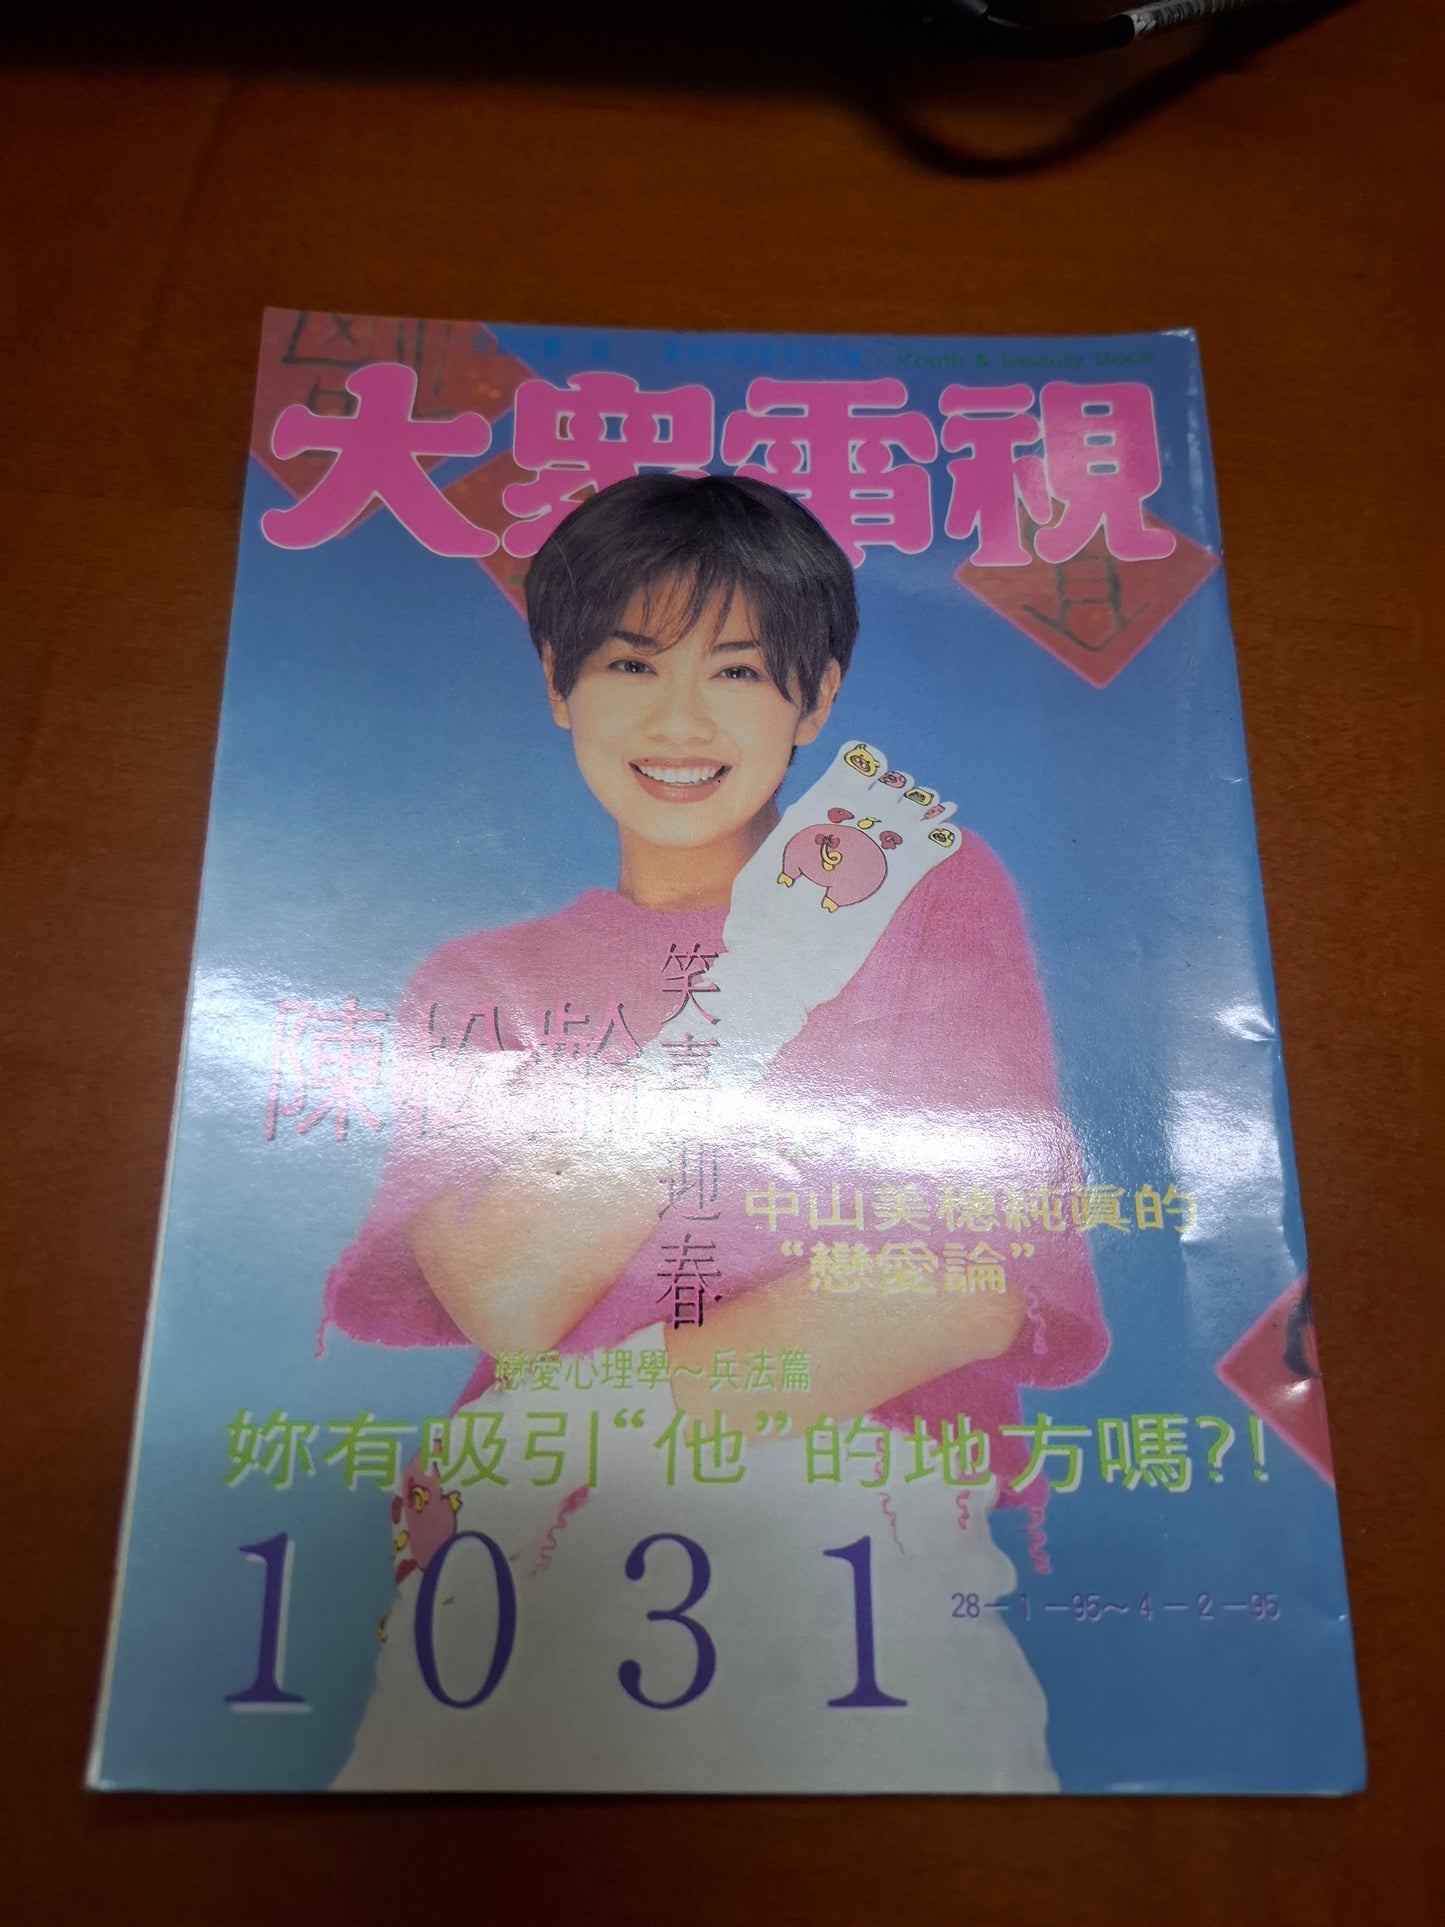 Youth & Beauty Book
大眾電視
陳松齡
笑喜迎春
中山美穗純真的
“戀愛論”
戀愛心理學～兵法篇
妳有吸引“他”的地方嗎?!
1031
28－1－95～4－2－95